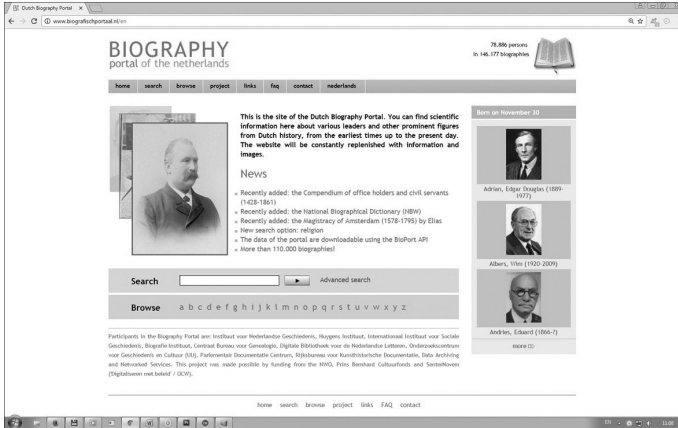 Dutch Biography Portal
www.biografischportaal.nl/en
BIOGRAPHY
portal of the netherlands
78.886 persons
in 146.177 biographies
home search browse project links faq contact nederlands
This is the site of the Dutch Biography Portal. You can find scientific
information here about various leaders and other prominent figures
from Dutch history, from the earliest times up to the present day.
The website will be constantly replenished with information and
images.
News
Recently added: the Compendium of office holders and civil servants
(1428-1861)
Recently added: the National Biographical Dictionary (NBW)
Recently added: the Magistracy of Amsterdam (1578-1795) by Elias
New search option: religion
The data of the portal are downloadable using the BioPort API
More than 110.000 biographies!
Born on November 30
Adrian, Edgar Douglas (1889-
1977)
Albers, Wim (1920-2009)
Andries, Eduard (1866-?)
more
Search
Advanced search
Browse a b c d e f g h i j k l m n o p q r s t u v w x y z
Participants in the Biography Portal are: Instituut voor Nederlandse Geschiedenis, Huygens Instituut, Internationaal Instituut voor Sociale
Geschiedenis, Biografie Instituut, Centraal Bureau voor Genealogie, Digitale Bibliotheek voor de Nederlandse Letteren, Onderzoekscentrum
voor Geschiedenis en Cultuur (UU), Parlementair Documentatie Centrum, Rijksbureau voor Kunsthistorische Documentatie, Data Archiving
and Networked Services. This project was made possible by funding from the NWO, Prins Bernhard Cultuurfonds and SenterNovem
('Digitaliseren met beleid' / OCW).
home search browse project links FAQ contact
EN
11:06